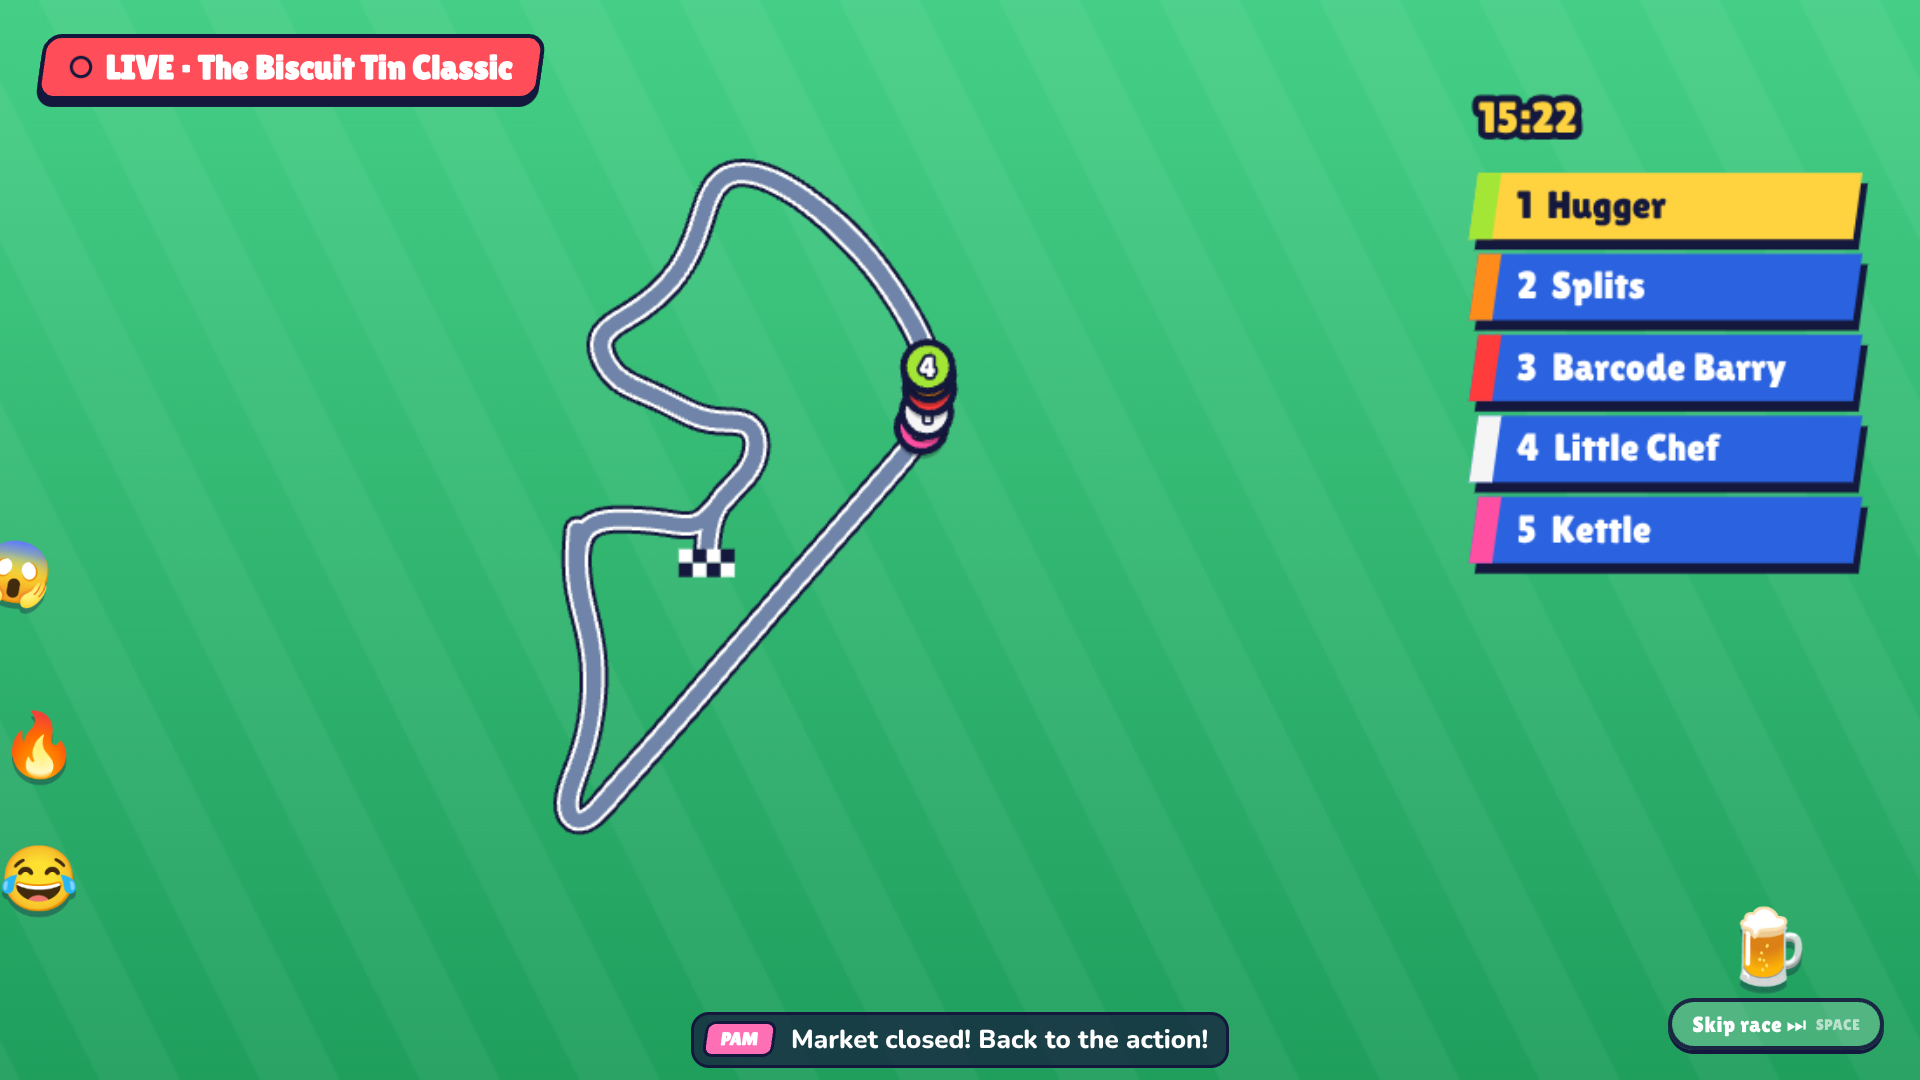 LIVE · The Biscuit Tin Classic
15:22
1 Hugger
2 Splits
3 Barcode Barry
4 Little Chef
5 Kettle
4
PAM Market closed! Back to the action!
Skip race SPACE